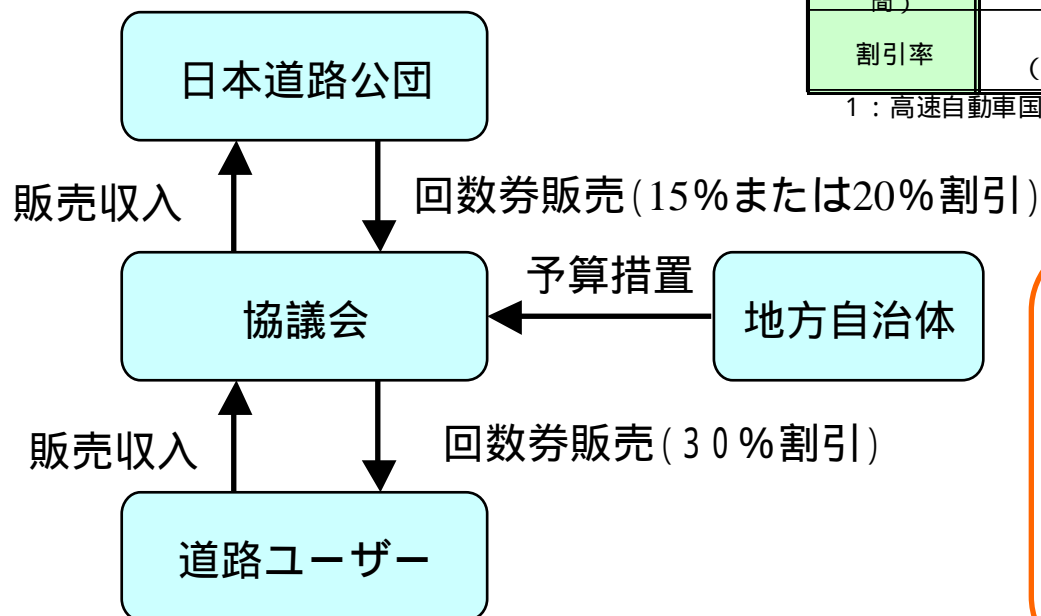 間)
割引率
(
1:高速自動車国
日本道路公団
販売収入
回数券販売(15%または20%割引)
予算措置
協議会
地方自治体
販売収入
回数券販売(30%割引)
道路ユーザー